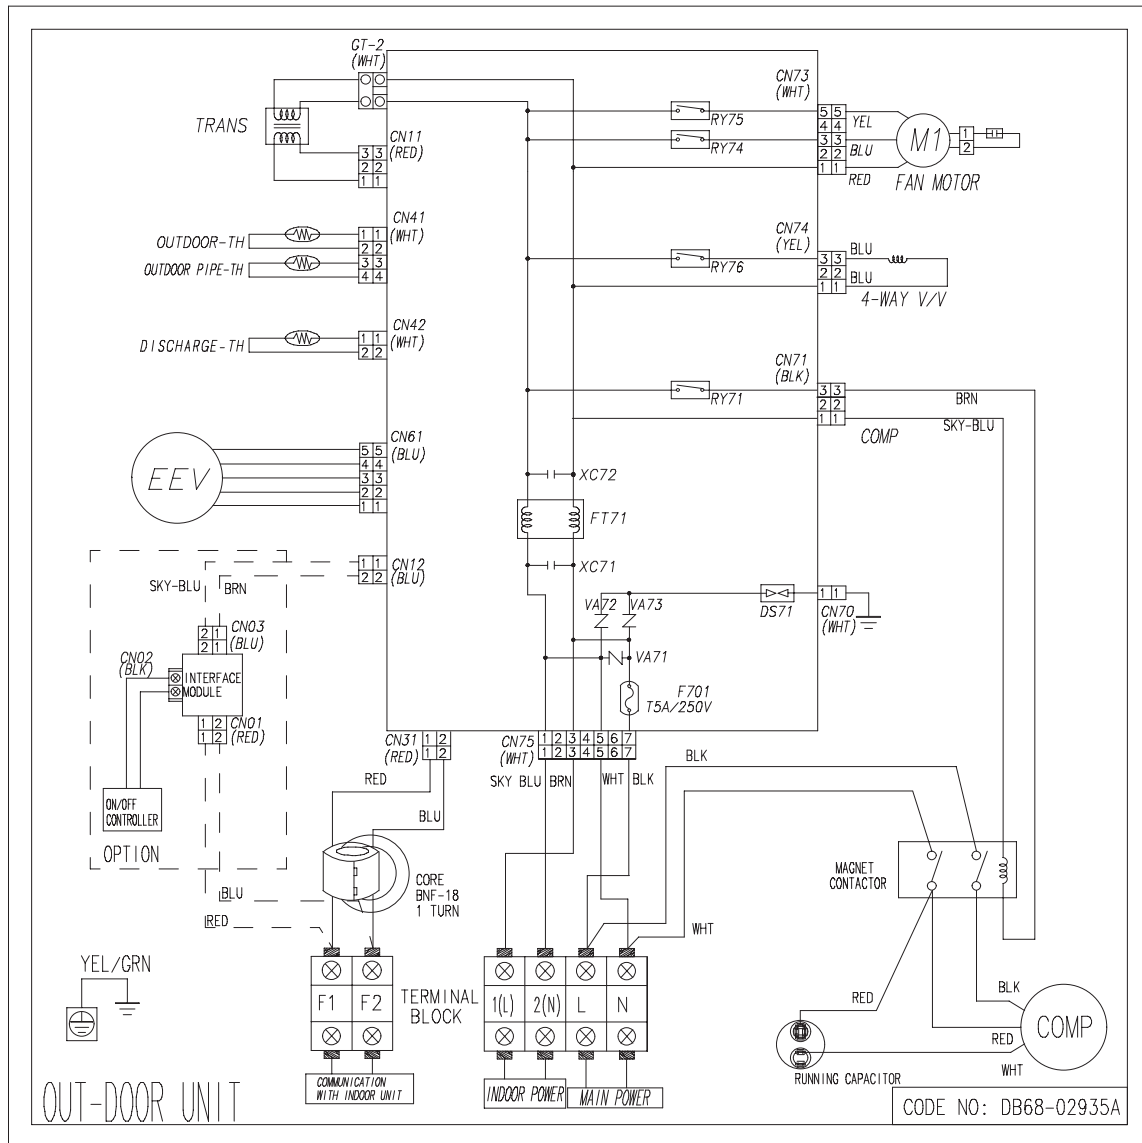 GT-2
(WHT)
TRANS
CN11
(RED)
3 3
2 2
1 1
CN73
(WHT)
RY75
RY74
5 5
4 4
3 3
2 2
1 1
YEL
BLU
RED
M1
FAN MOTOR
1
2
CN41
(WHT)
OUTDOOR-TH
OUTDOOR PIPE-TH
1 1
2 2
3 3
4 4
CN74
(YEL)
RY76
3 3
2 2
1 1
BLU
BLU
4-WAY V/V
CN42
(WHT)
DISCHARGE-TH
1 1
2 2
CN71
(BLK)
RY71
3 3
2 2
1 1
BRN
SKY-BLU
COMP
EEV
CN61
(BLU)
5 5
4 4
3 3
2 2
1 1
XC72
FT71
XC71
CN12
(BLU)
1 1
2 2
SKY-BLU
BRN
VA72
VA73
DS71
1 1
CN70
(WHT)
VA71
F701
T5A/250V
CN03
(BLU)
2 1
2 1
CN02
(BLK)
INTERFACE
MODULE
1 2
1 2
CN01
(RED)
ON/OFF
CONTROLLER
OPTION
CN31
(RED)
1 2
1 2
CN75
(WHT)
1 2 3 4 5 6 7
1 2 3 4 5 6 7
RED
BLU
SKY BLU
BRN
WHT
BLK
BLK
MAGNET
CONTACTOR
CORE
BNF-18
1 TURN
BLU
RED
WHT
YEL/GRN
F1
F2
TERMINAL
BLOCK
1(L)
2(N)
L
N
RED
BLK
RED
WHT
COMP
RUNNING CAPACITOR
COMMUNICATION
WITH INDOOR UNIT
INDOOR POWER
MAIN POWER
OUT-DOOR UNIT
CODE NO: DB68-02935A